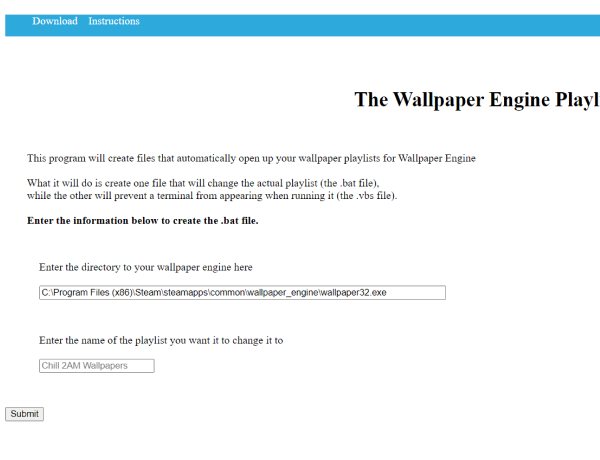 Download Instructions
The Wallpaper Engine Playl
This program will create files that automatically open up your wallpaper playlists for Wallpaper Engine
What it will do is create one file that will change the actual playlist (the .bat file),
while the other will prevent a terminal from appearing when running it (the .vbs file).
Enter the information below to create the .bat file.
Enter the directory to your wallpaper engine here
C:\Program Files (x86)\Steam\steamapps\common\wallpaper_engine\wallpaper32.exe
Enter the name of the playlist you want it to change it to
Chill 2AM Wallpapers
Submit